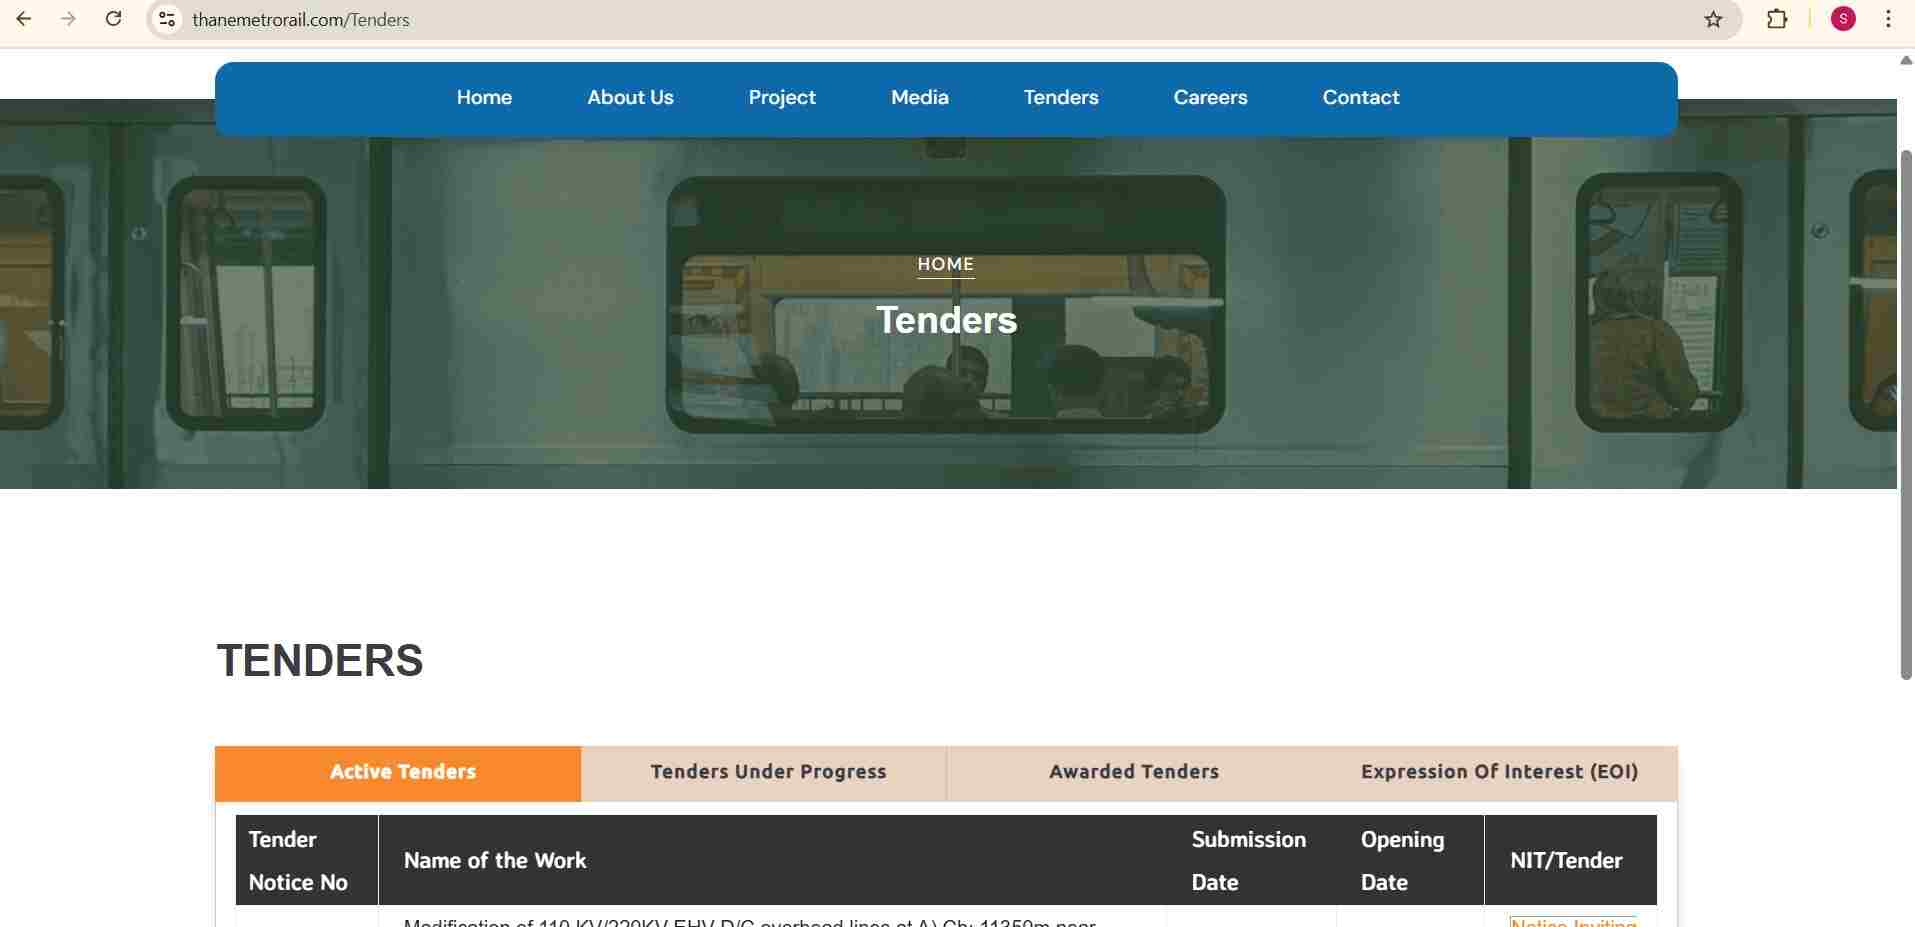 thanemetrorail.com/Tenders
S
Home About Us Project Media Tenders Careers Contact
HOME
Tenders
TENDERS
Active Tenders Tenders Under Progress Awarded Tenders Expression Of Interest (EOI)
Tender Notice No Name of the Work Submission Date Opening Date NIT/Tender
Modification of 110 KV/220KV EHV D/C overhead lines at A) Ch: 11350m near Notice Inviting